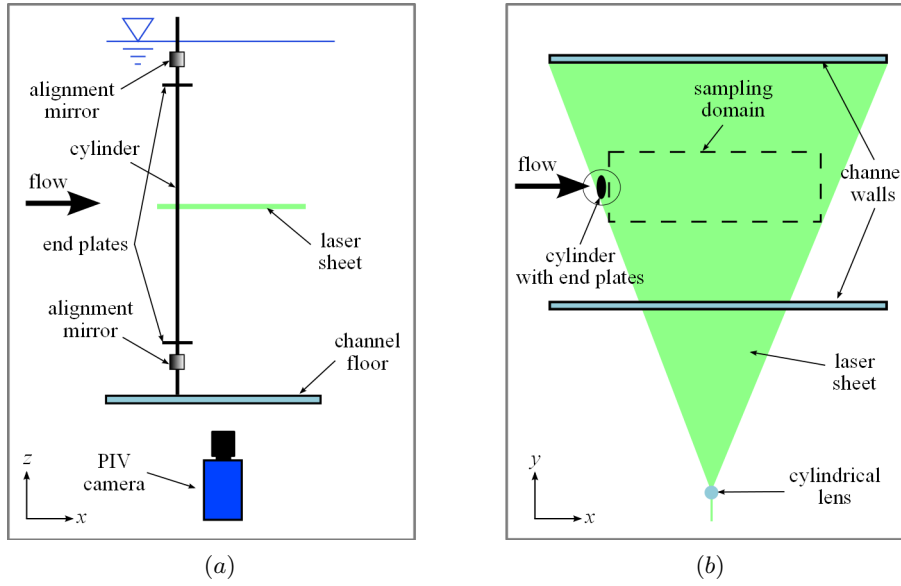 alignment
mirror
cylinder
flow
end plates
laser
sheet
alignment
mirror
channel
floor
PIV
camera
z
x
(a)
sampling
domain
flow
channel
walls
cylinder
with end plates
laser
sheet
y
cylindrical
lens
x
(b)